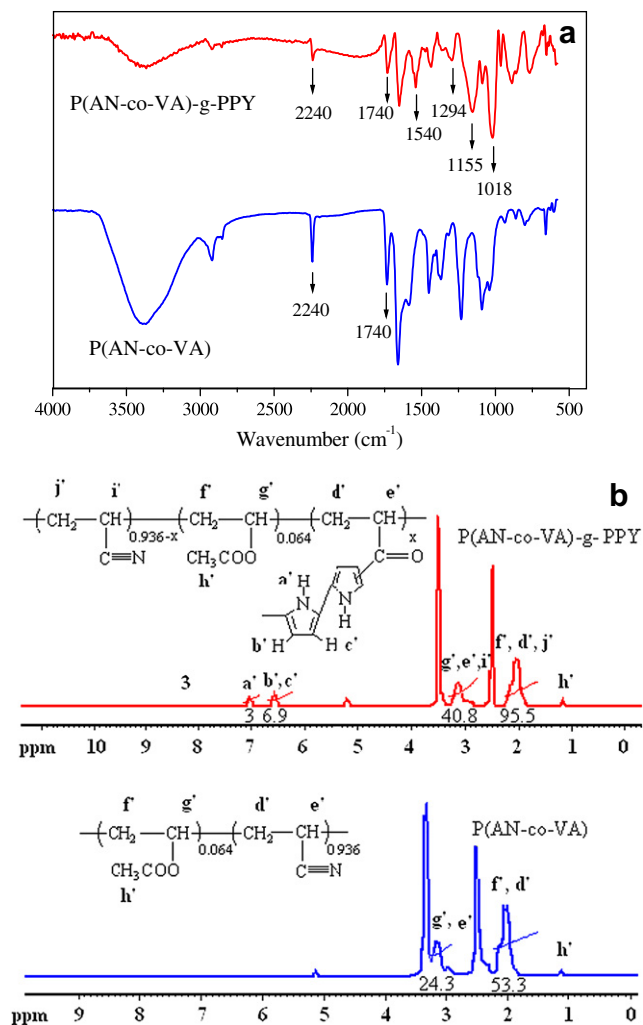 a
P(AN-co-VA)-g-PPY
2240
1740
1540
1294
1155
1018
2240
1740
P(AN-co-VA)
4000 3500 3000 2500 2000 1500 1000 500
Wavenumber (cm⁻¹)
b
j' i' f' g' d' e'
(CH₂ CH) 0.936-x (CH₂ CH) 0.064 (CH₂ CH) x
P(AN-co-VA)-g-PPY
C≡N CH₃COO C=O
h'
a' H
N
N
H
b' H H c'
3 a' b',c' g',e',i' f', d', j' h'
3 6.9 40.8 95.5
ppm 10 9 8 7 6 5 4 3 2 1 0
f' g' d' e'
(CH₂ CH) 0.064 (CH₂ CH) 0.936
P(AN-co-VA)
CH₃COO C≡N
h'
g', e' f', d' h'
24.3 53.3
ppm 9 8 7 6 5 4 3 2 1 0